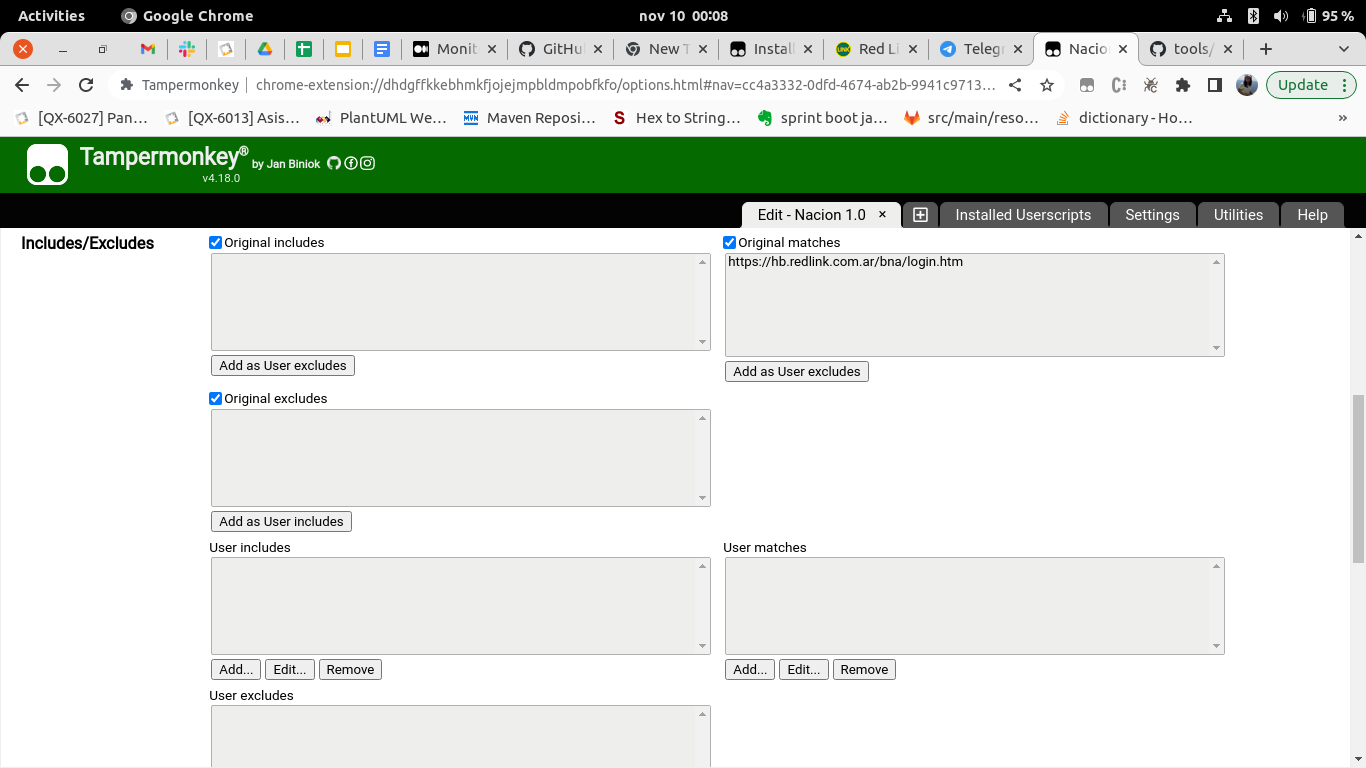 Activities
Google Chrome
nov 10 00:08
95 %
Monit
GitHu
New T
Install
Red Li
Telegr
Nacio
tools/
Tampermonkey
chrome-extension://dhdgffkkebhmkfjojejmpbldmpobfkfo/options.html#nav=cc4a3332-0dfd-4674-ab2b-9941c9713…
Update
[QX-6027] Pan…
[QX-6013] Asis…
PlantUML We…
Maven Reposi…
Hex to String…
sprint boot ja…
src/main/reso…
dictionary - Ho…
»
Tampermonkey® by Jan Biniok
v4.18.0
Edit - Nacion 1.0
Installed Userscripts
Settings
Utilities
Help
Includes/Excludes
Original includes
Original matches
https://hb.redlink.com.ar/bna/login.htm
Add as User excludes
Add as User excludes
Original excludes
Add as User includes
User includes
User matches
Add... Edit... Remove
Add... Edit... Remove
User excludes